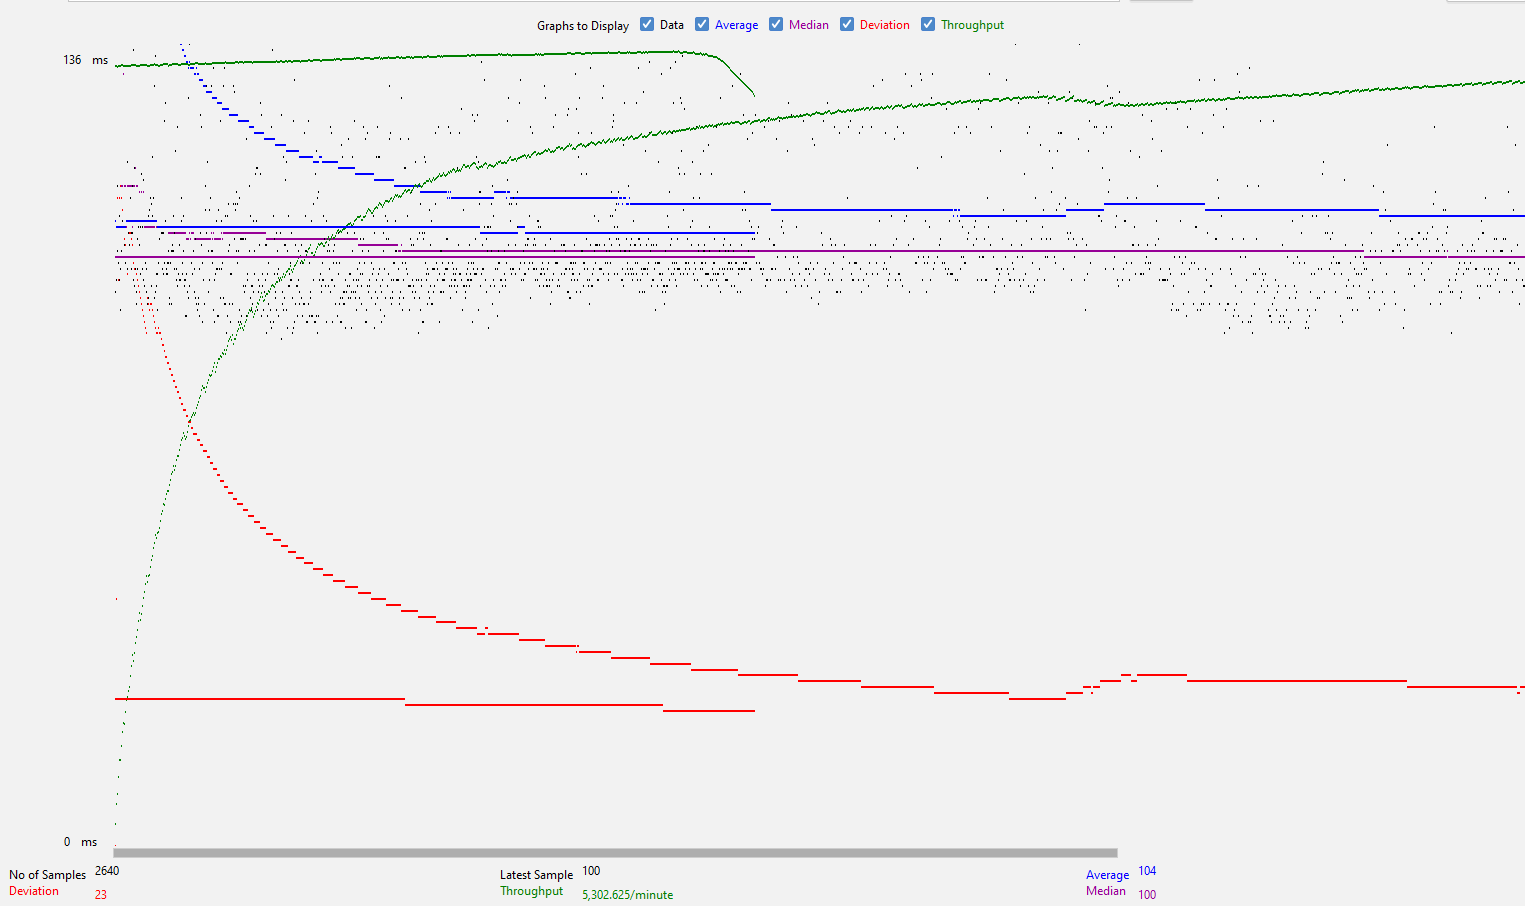 Graphs to Display Data Average Median Deviation Throughput
136 ms
0 ms
No of Samples 2640 Latest Sample 100 Average 104
Deviation 23 Throughput 5,302.625/minute Median 100